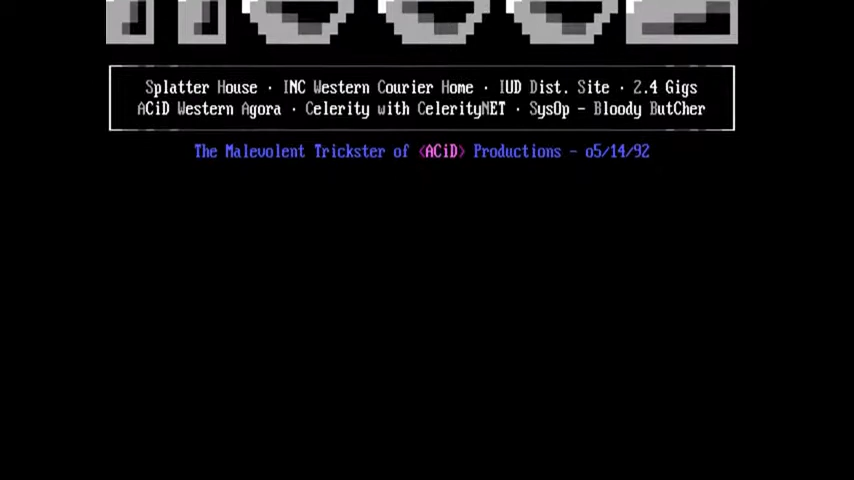 Splatter House · INC Western Courier Home · IUD Dist. Site · 2.4 Gigs
ACiD Western Agora · Celerity with CelerityNET · SysOp - Bloody ButCher
The Malevolent Trickster of <ACiD> Productions - o5/14/92